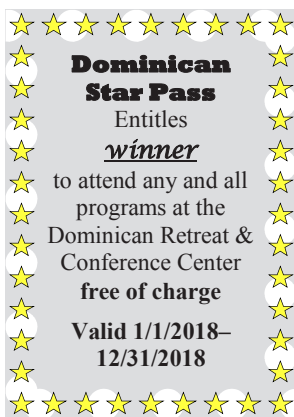 Dominican
Star Pass
Entitles
winner
to attend any and all
programs at the
Dominican Retreat &
Conference Center
free of charge
Valid 1/1/2018–
12/31/2018